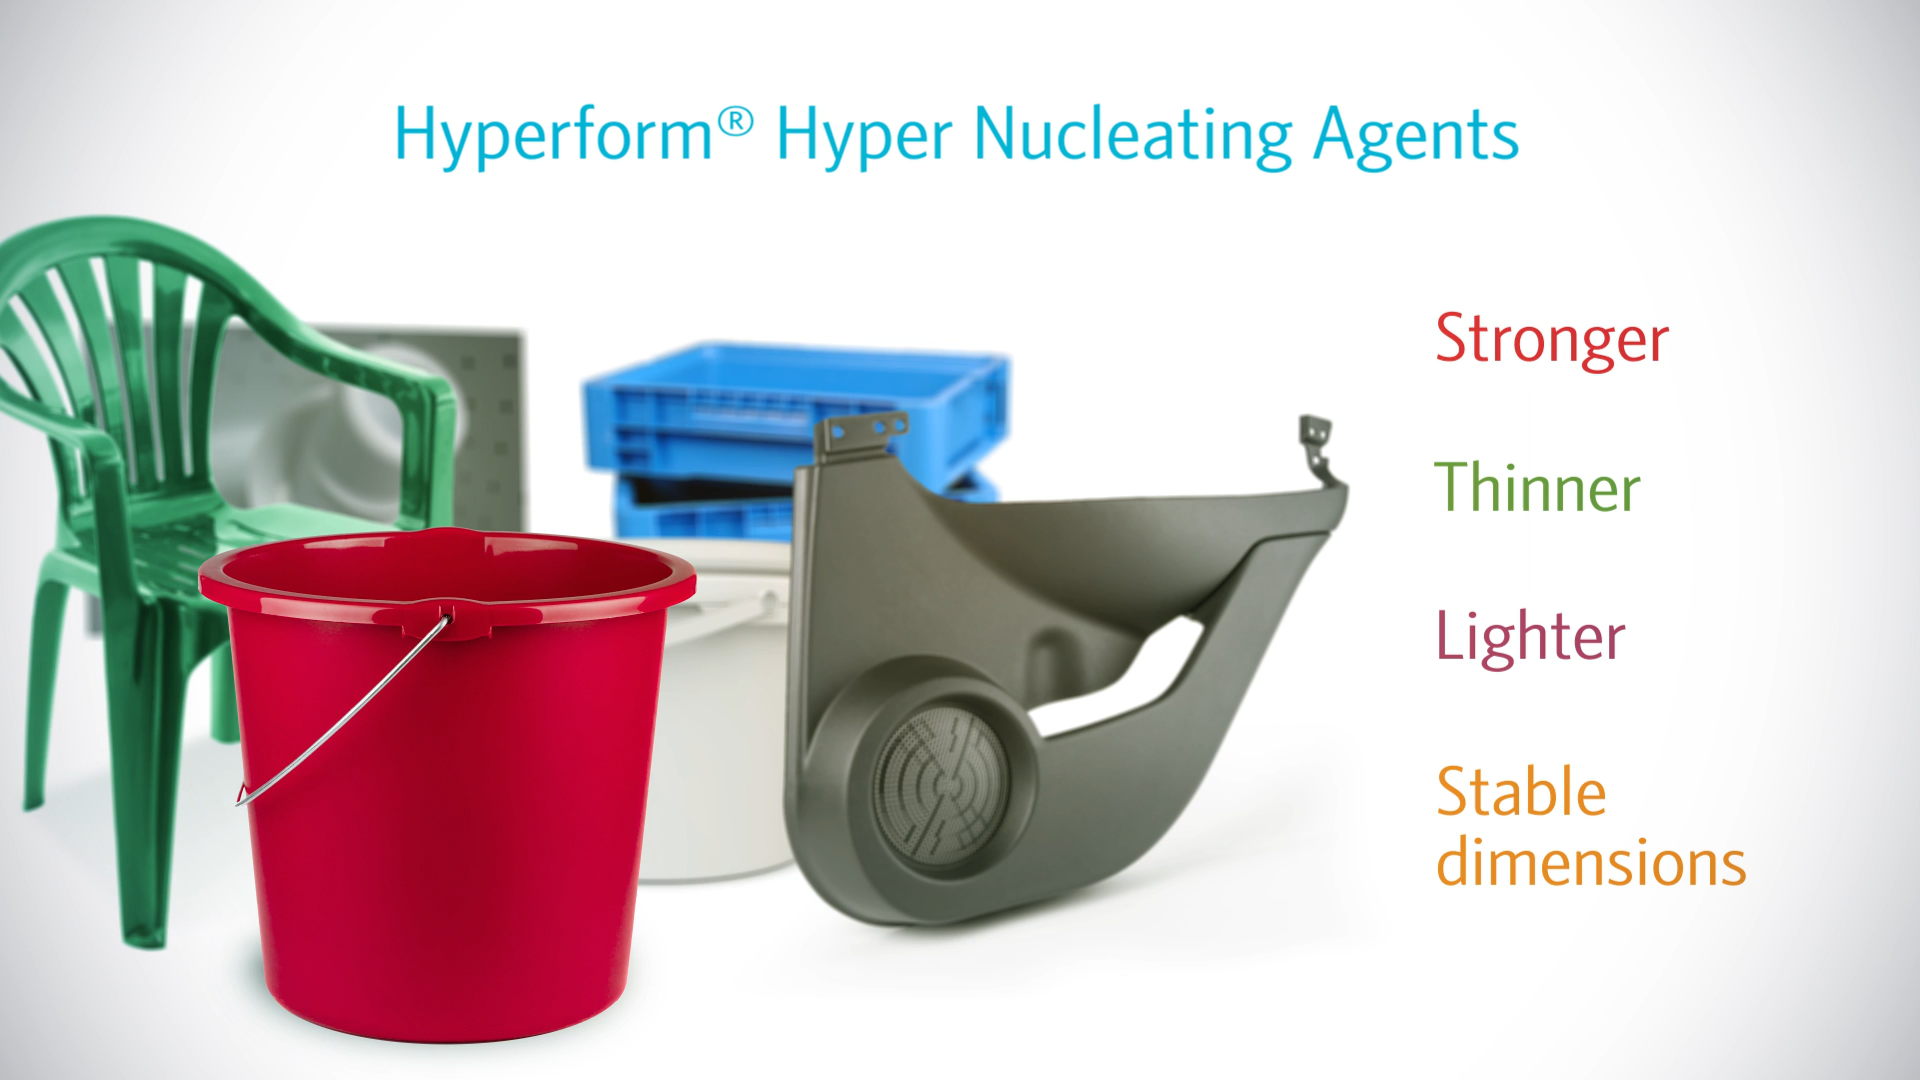 Hyperform® Hyper Nucleating Agents
Stronger
Thinner
Lighter
Stable
dimensions